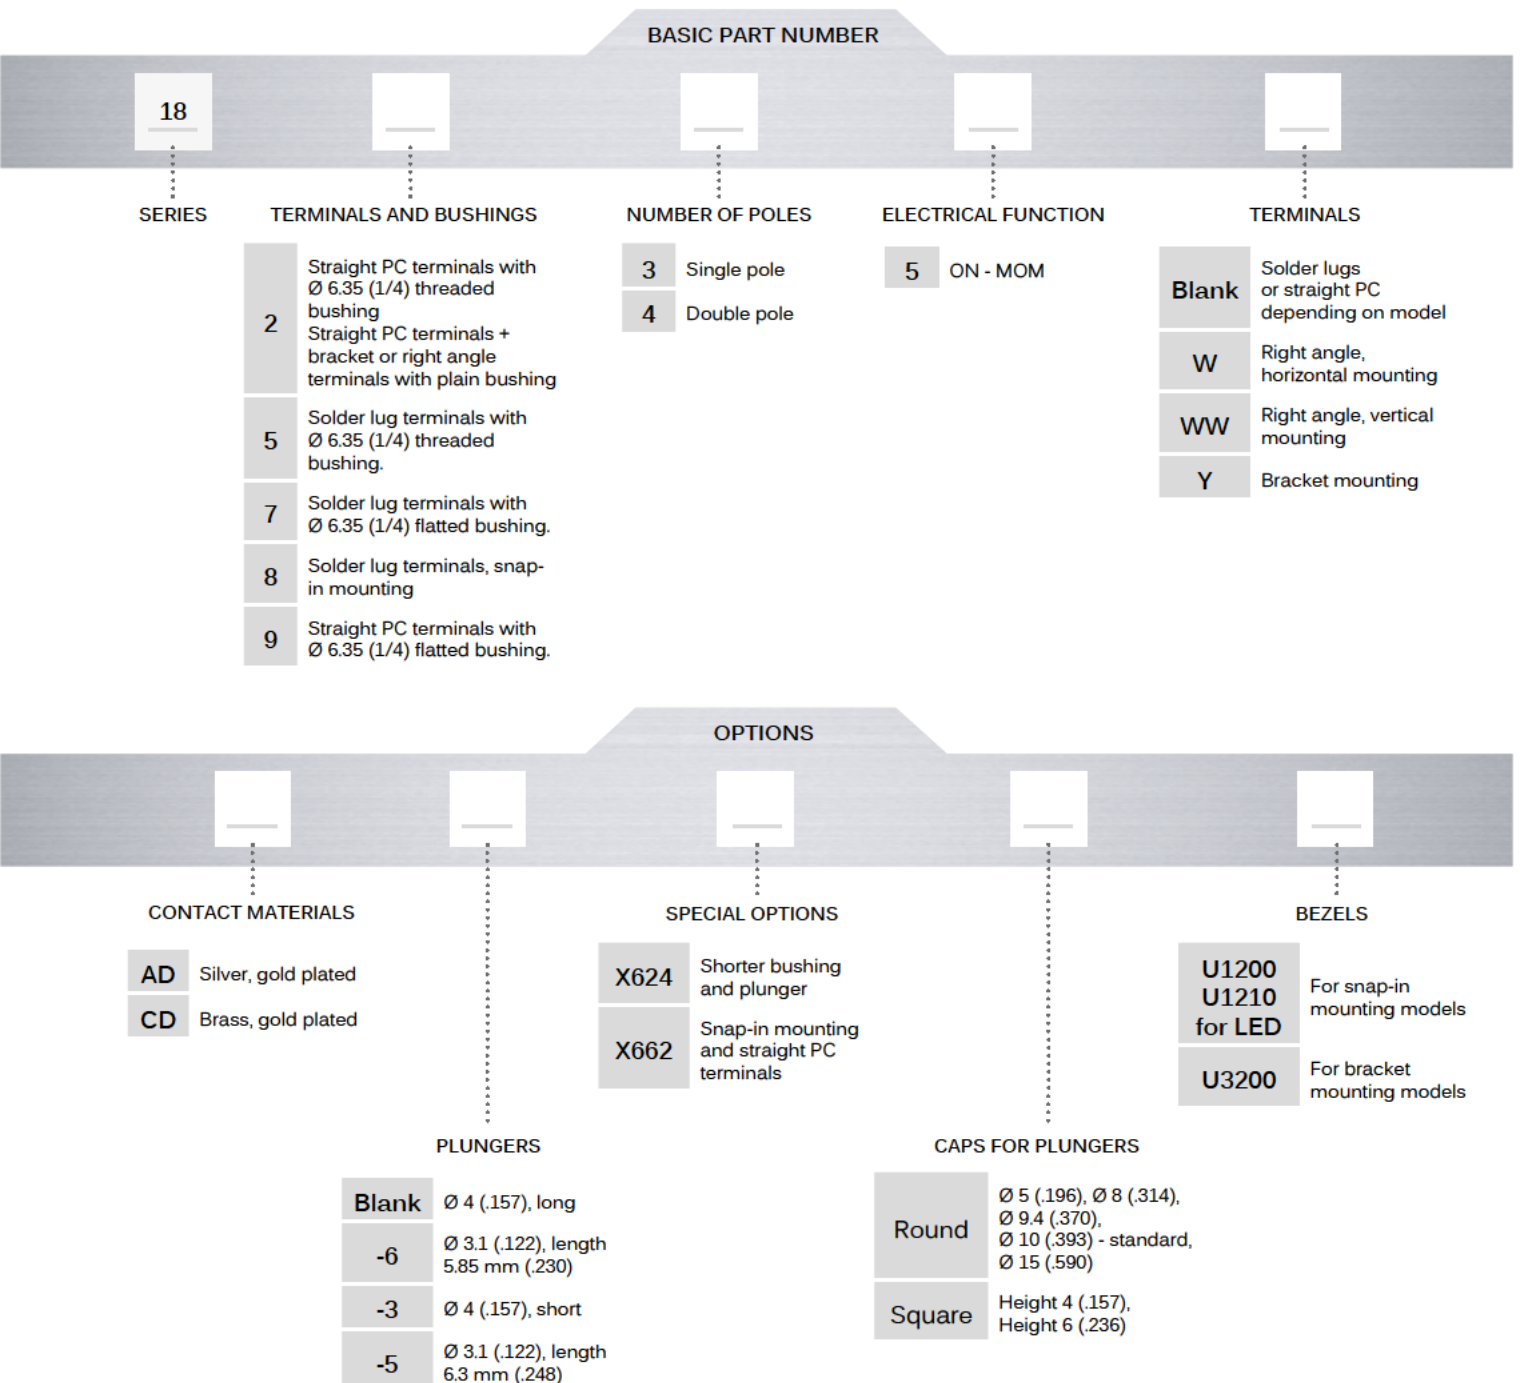 BASIC PART NUMBER
18
SERIES
TERMINALS AND BUSHINGS
2
Straight PC terminals with
Ø 6.35 (1/4) threaded
bushing
Straight PC terminals +
bracket or right angle
terminals with plain bushing
5
Solder lug terminals with
Ø 6.35 (1/4) threaded
bushing.
7
Solder lug terminals with
Ø 6.35 (1/4) flatted bushing.
8
Solder lug terminals, snap-
in mounting
9
Straight PC terminals with
Ø 6.35 (1/4) flatted bushing.
NUMBER OF POLES
3 Single pole
4 Double pole
ELECTRICAL FUNCTION
5 ON - MOM
TERMINALS
Blank
Solder lugs
or straight PC
depending on model
W
Right angle,
horizontal mounting
WW
Right angle, vertical
mounting
Y Bracket mounting
OPTIONS
CONTACT MATERIALS
AD Silver, gold plated
CD Brass, gold plated
PLUNGERS
Blank Ø 4 (.157), long
-6
Ø 3.1 (.122), length
5.85 mm (.230)
-3 Ø 4 (.157), short
-5
Ø 3.1 (.122), length
6.3 mm (.248)
SPECIAL OPTIONS
X624
Shorter bushing
and plunger
X662
Snap-in mounting
and straight PC
terminals
CAPS FOR PLUNGERS
Round
Ø 5 (.196), Ø 8 (.314),
Ø 9.4 (.370),
Ø 10 (.393) - standard,
Ø 15 (.590)
Square
Height 4 (.157),
Height 6 (.236)
BEZELS
U1200
U1210
for LED
For snap-in
mounting models
U3200
For bracket
mounting models